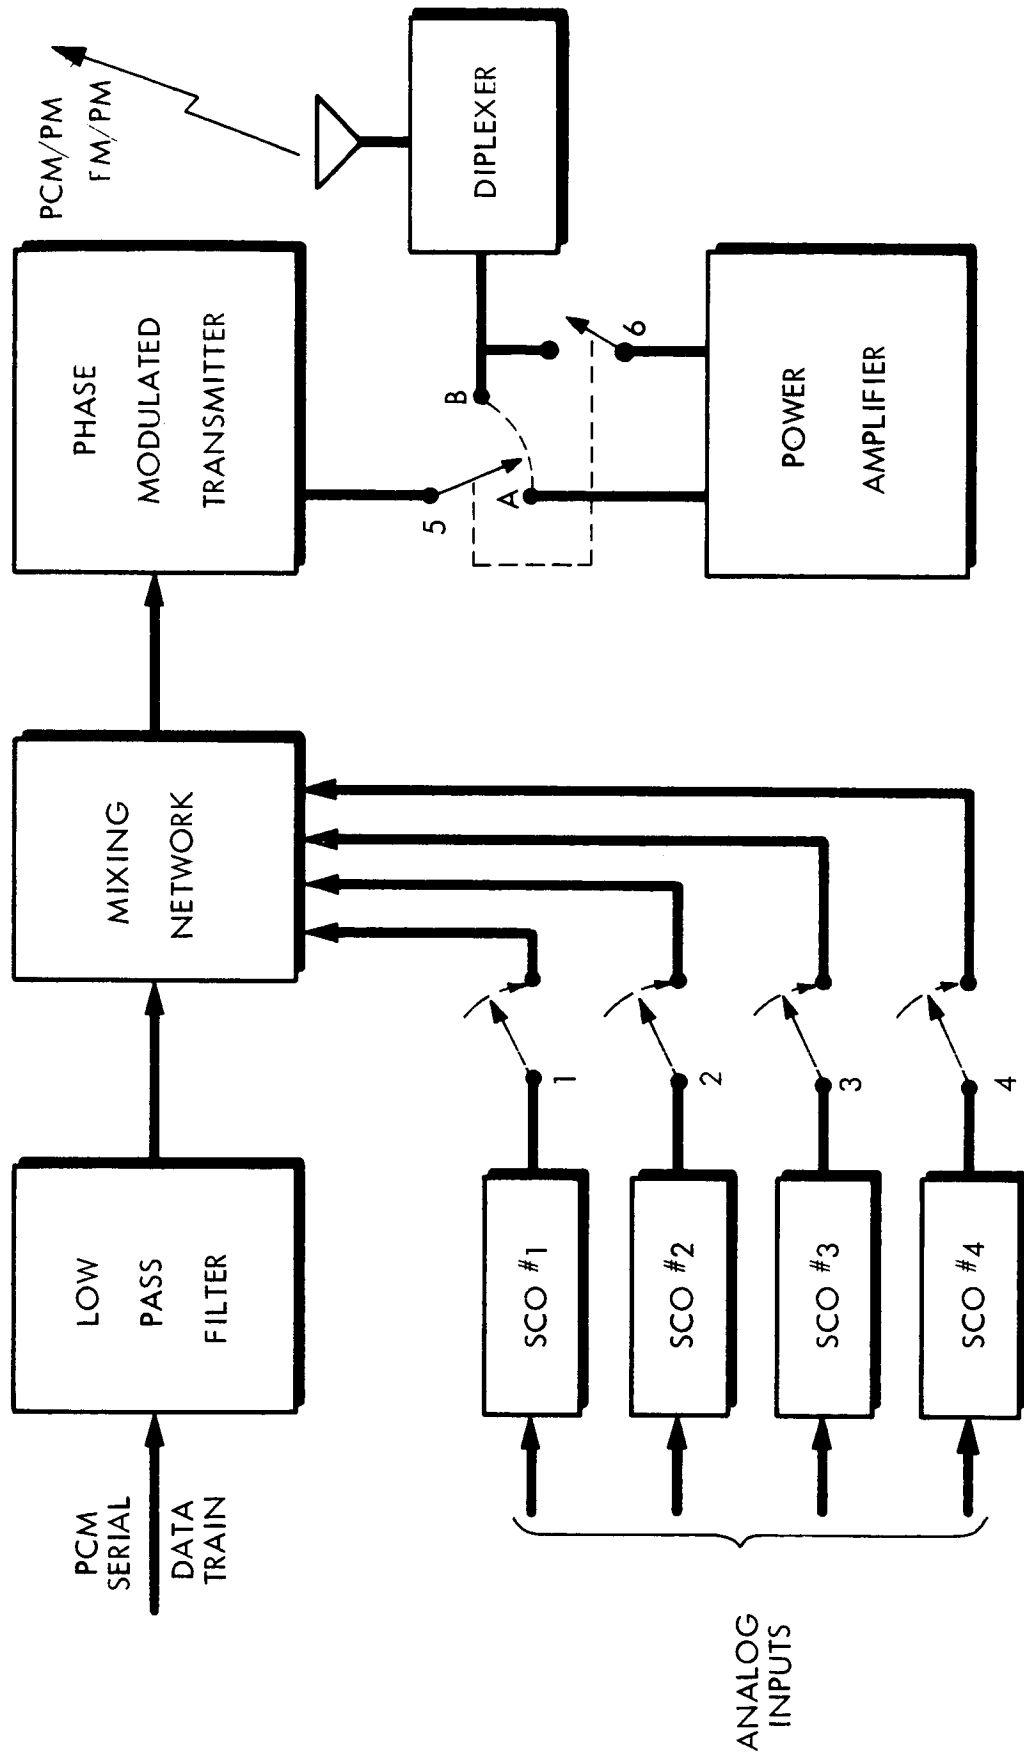 PCM
SERIAL
DATA
TRAIN
LOW
PASS
FILTER
MIXING
NETWORK
PHASE
MODULATED
TRANSMITTER
PCM/PM
FM/PM
ANALOG
INPUTS
SCO #1
1
SCO #2
2
SCO #3
3
SCO #4
4
5
A
B
6
DIPLEXER
POWER
AMPLIFIER